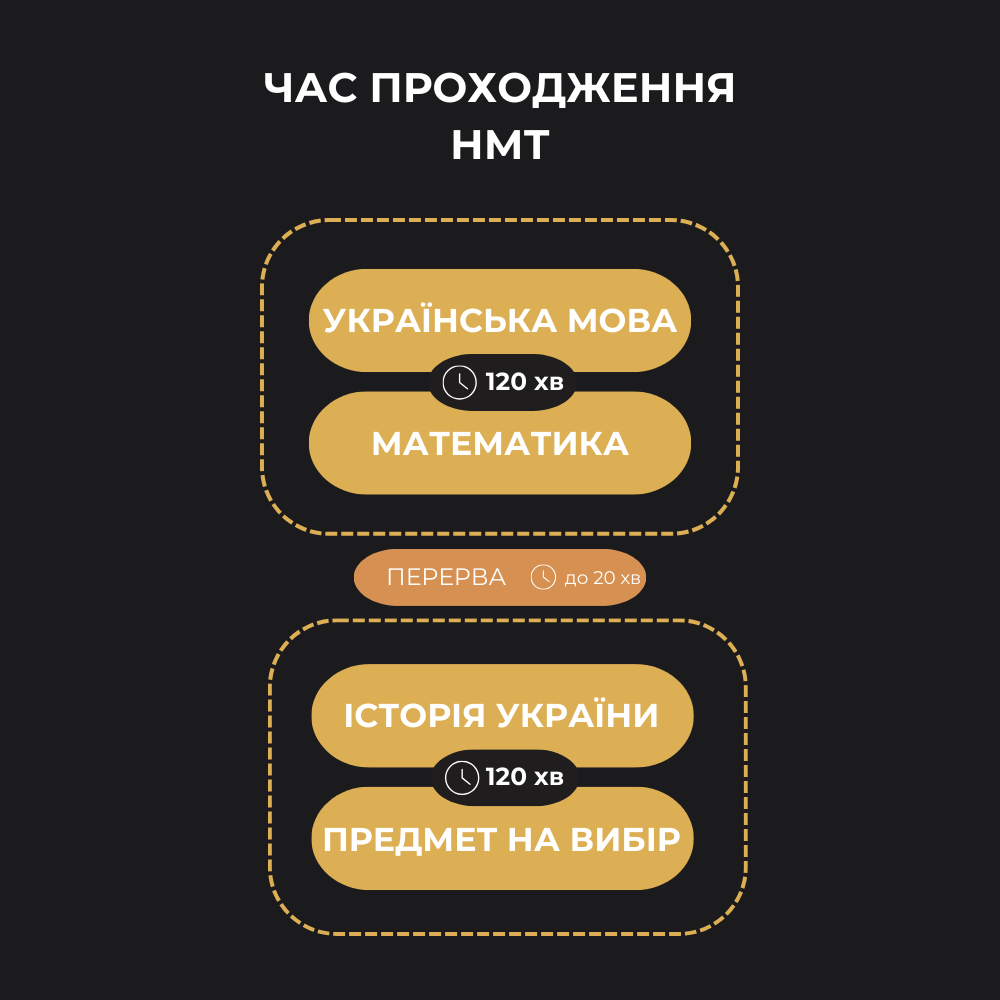 ЧАС ПРОХОДЖЕННЯ
НМТ
УКРАЇНСЬКА МОВА
120 хв
МАТЕМАТИКА
ПЕРЕРВА до 20 хв
ІСТОРІЯ УКРАЇНИ
120 хв
ПРЕДМЕТ НА ВИБІР